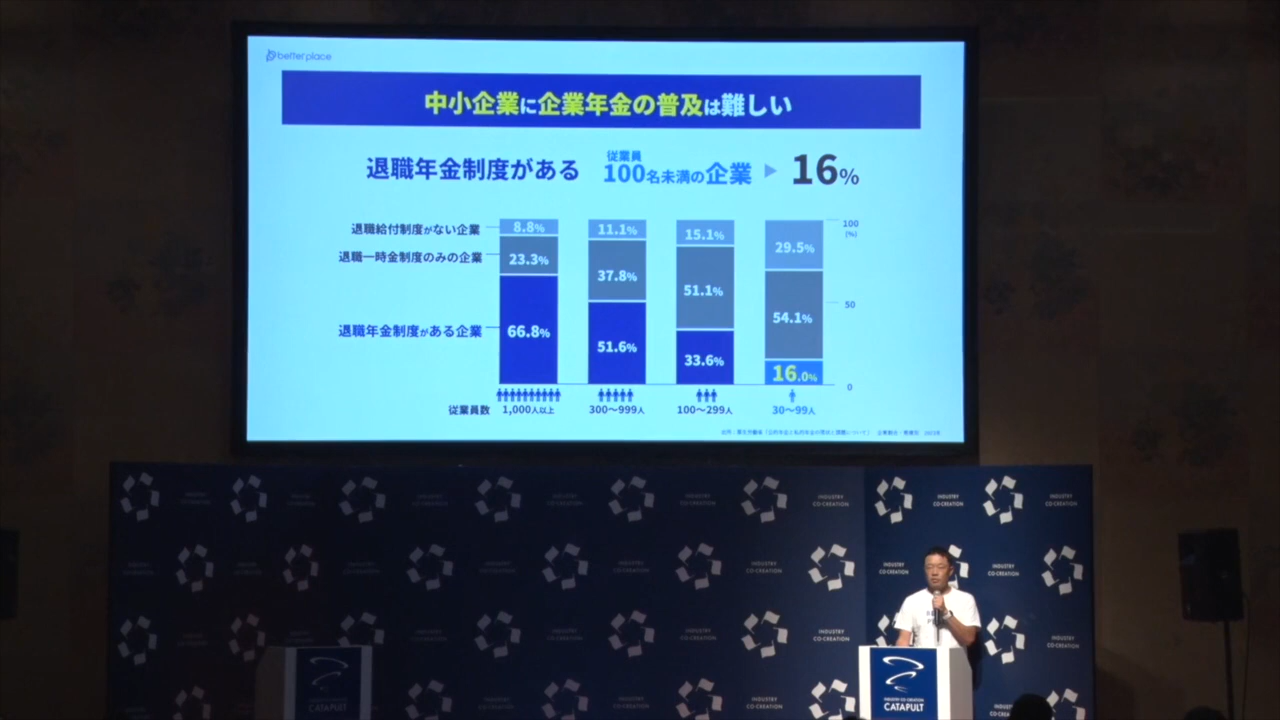 better place
中小企業に企業年金の普及は難しい
退職年金制度がある 従業員100名未満の企業 ▶ 16%
退職給付制度がない企業 8.8% 11.1% 15.1% 29.5% 100 (%)
退職一時金制度のみの企業 23.3% 37.8% 51.1% 54.1% 50
退職年金制度がある企業 66.8% 51.6% 33.6% 16.0% 0
従業員数 1,000人以上 300〜999人 100〜299人 30〜99人
INDUSTRY
CO-CREATION
INDUSTRY CO-CREATION
CATAPULT
CATAPULT